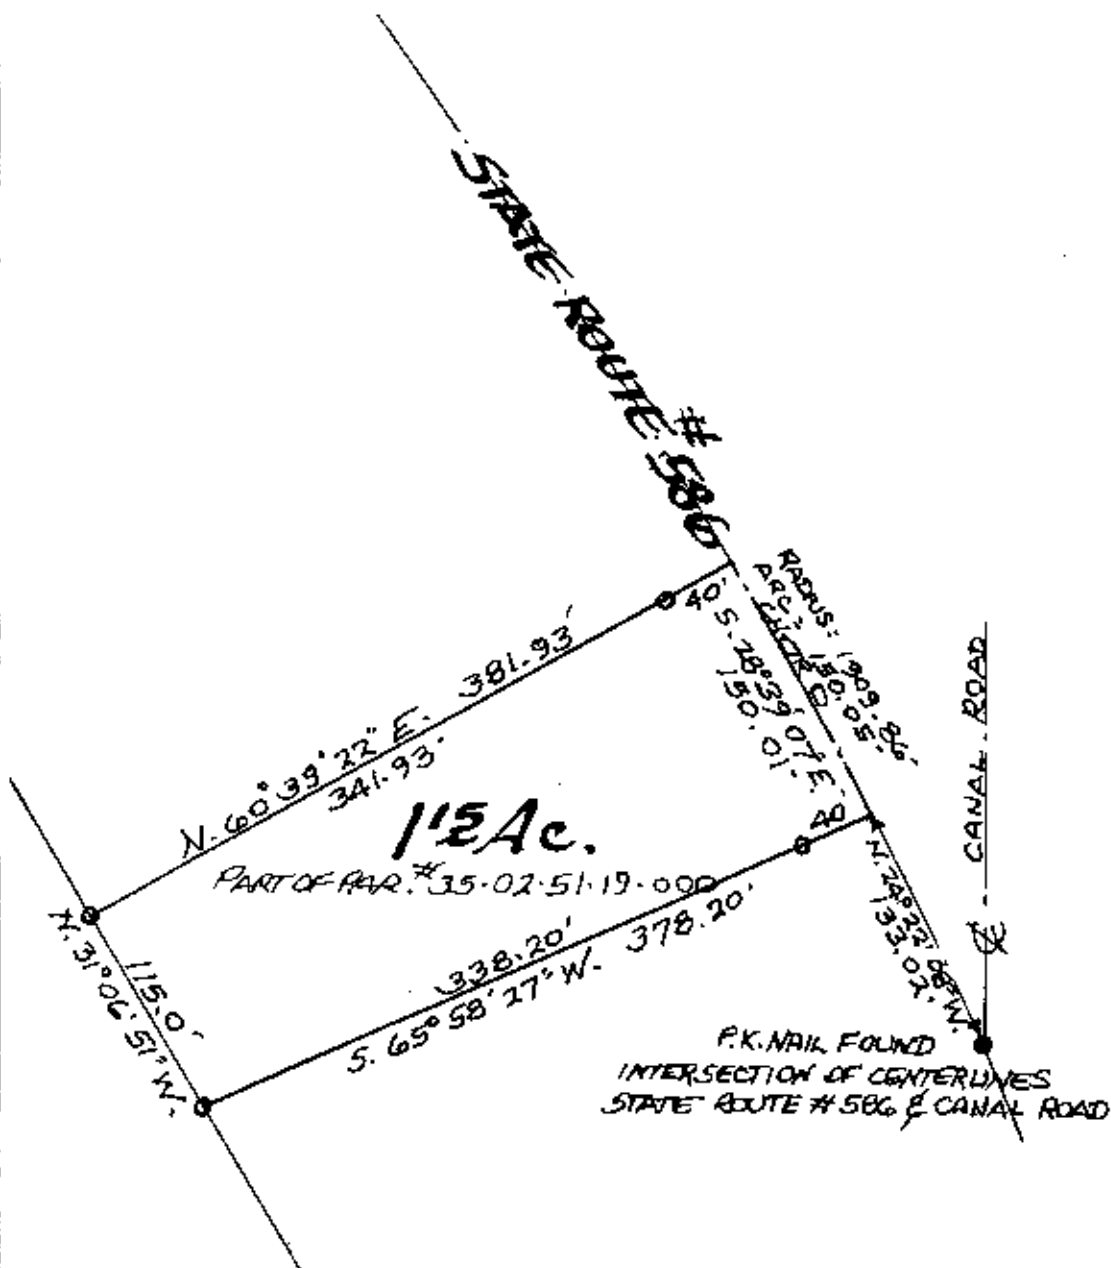 STATE ROUTE # 586
RADIUS: 1909.86'
ARC: 150.05'
CHORD
S. 28° 39' 07" E.
150.01'
40'
N. 60° 39' 22" E. 381.93'
341.93'
1.15 Ac.
PART OF PAR. # 35-02-51-19-000
40'
338.20'
S. 65° 58' 27" W. 378.20'
N. 31° 06' 51" W.
115.0'
N. 24° 22' 08" W.
133.02'
℄ - CANAL - ROAD
P.K. NAIL FOUND
INTERSECTION OF CENTERLINES
STATE ROUTE # 586 & CANAL ROAD